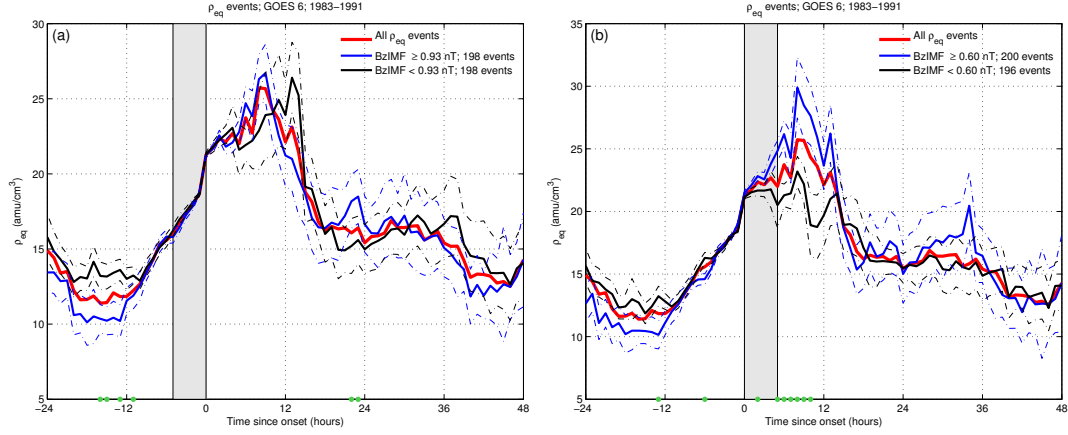 ρeq events; GOES 6; 1983−1991
(a)
All ρeq events
BzIMF ≥ 0.93 nT; 198 events
BzIMF < 0.93 nT; 198 events
ρeq (amu/cm3)
30
25
20
15
10
5
−24
−12
0
12
24
36
48
Time since onset (hours)
ρeq events; GOES 6; 1983−1991
(b)
All ρeq events
BzIMF ≥ 0.60 nT; 200 events
BzIMF < 0.60 nT; 196 events
ρeq (amu/cm3)
35
30
25
20
15
10
5
−24
−12
0
12
24
36
48
Time since onset (hours)